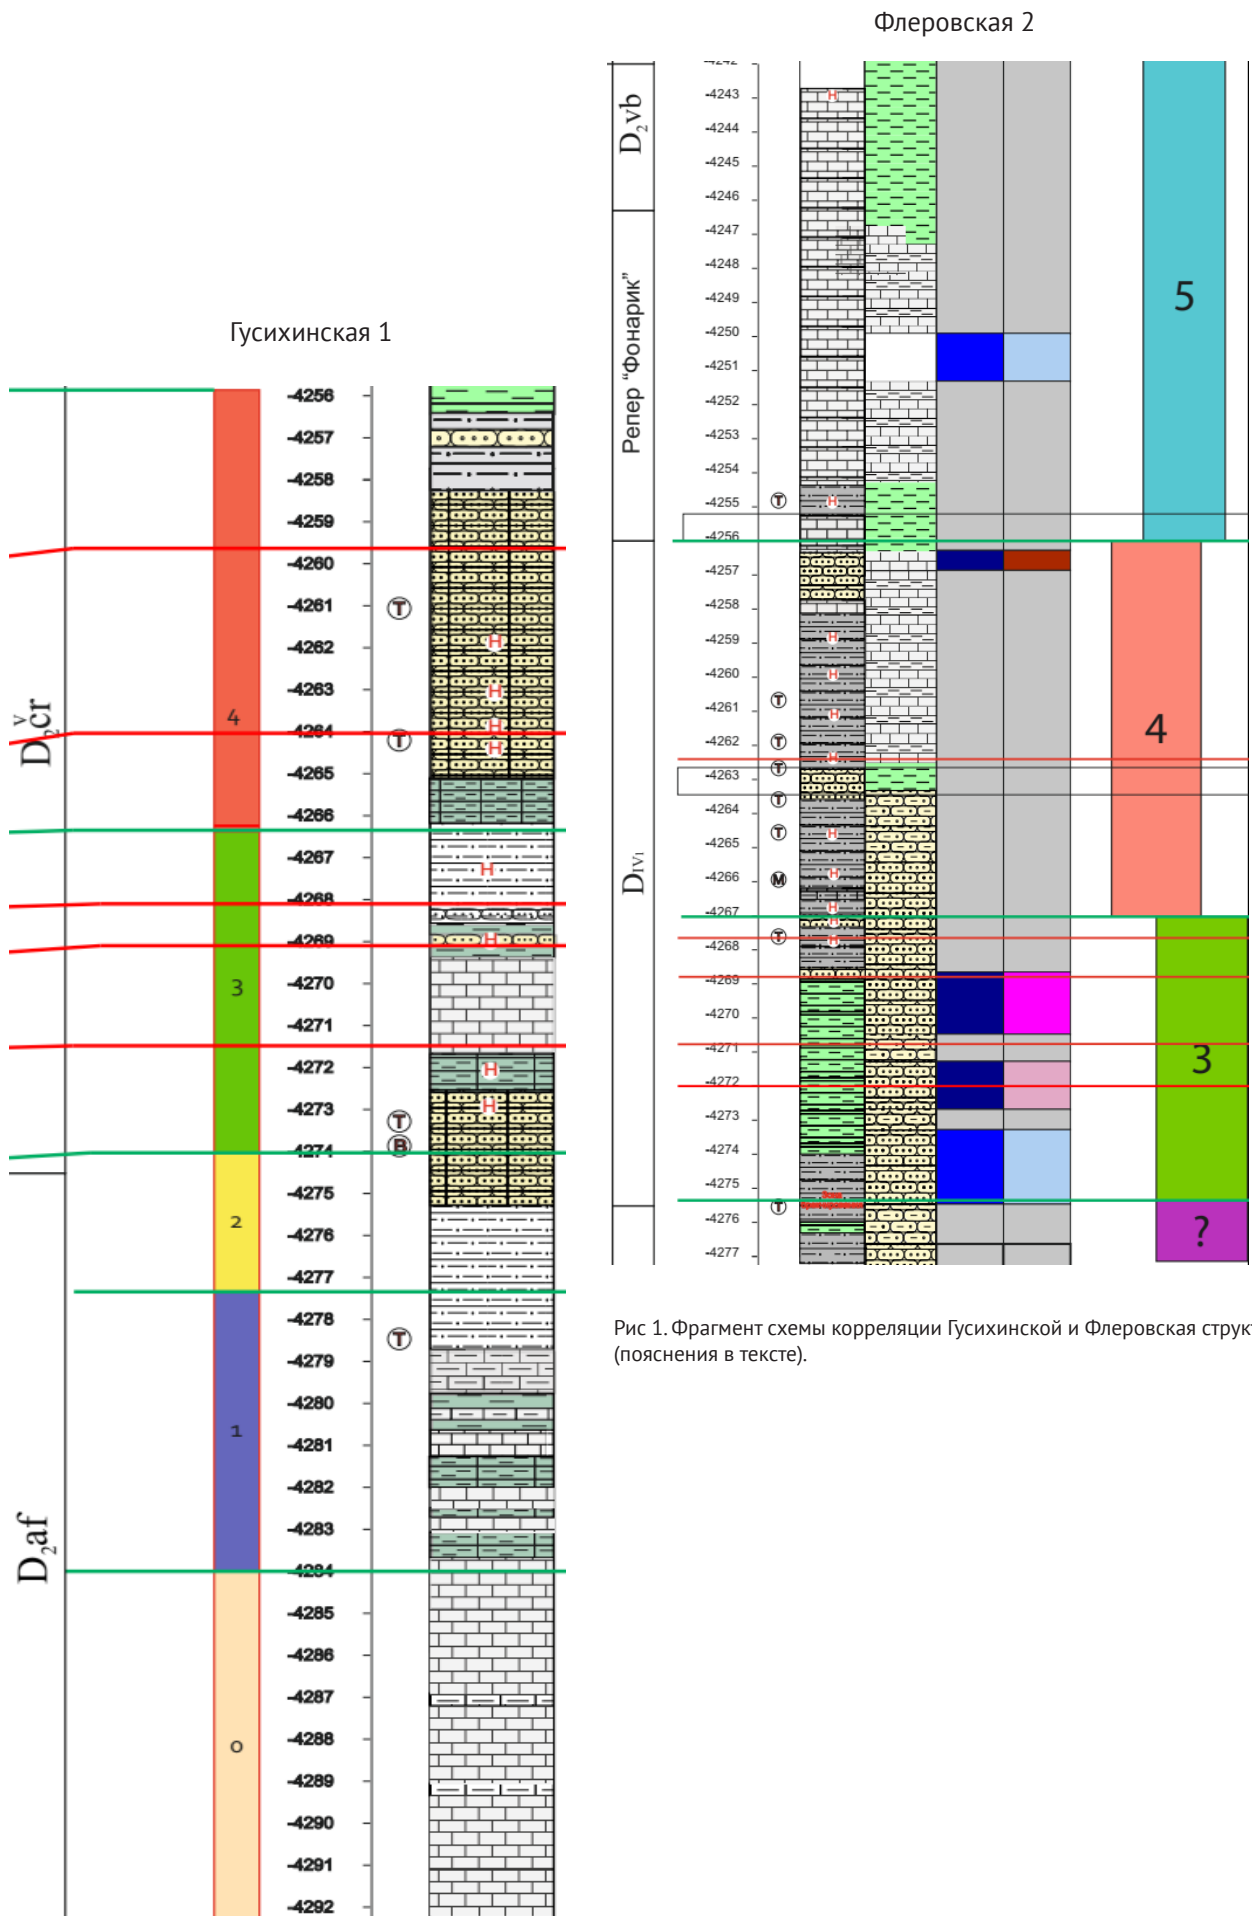 Флеровская 2
Гусихинская 1
D₂čr
D₂af
4
3
2
1
0
-4256
-4257
-4258
-4259
-4260
-4261
-4262
-4263
-4264
-4265
-4266
-4267
-4268
-4269
-4270
-4271
-4272
-4273
-4274
-4275
-4276
-4277
-4278
-4279
-4280
-4281
-4282
-4283
-4284
-4285
-4286
-4287
-4288
-4289
-4290
-4291
-4292
T
T
T
B
T
H
H
H
H
H
H
H
H
D₂vb
Репер “Фонарик”
DIV₁
-4242
-4243
-4244
-4245
-4246
-4247
-4248
-4249
-4250
-4251
-4252
-4253
-4254
-4255
-4256
-4257
-4258
-4259
-4260
-4261
-4262
-4263
-4264
-4265
-4266
-4267
-4268
-4269
-4270
-4271
-4272
-4273
-4274
-4275
-4276
-4277
T
T
T
T
T
T
M
T
T
H
H
H
H
H
H
H
H
H
H
H
5
4
3
?
Рис 1. Фрагмент схемы корреляции Гусихинской и Флеровская струк
(пояснения в тексте).